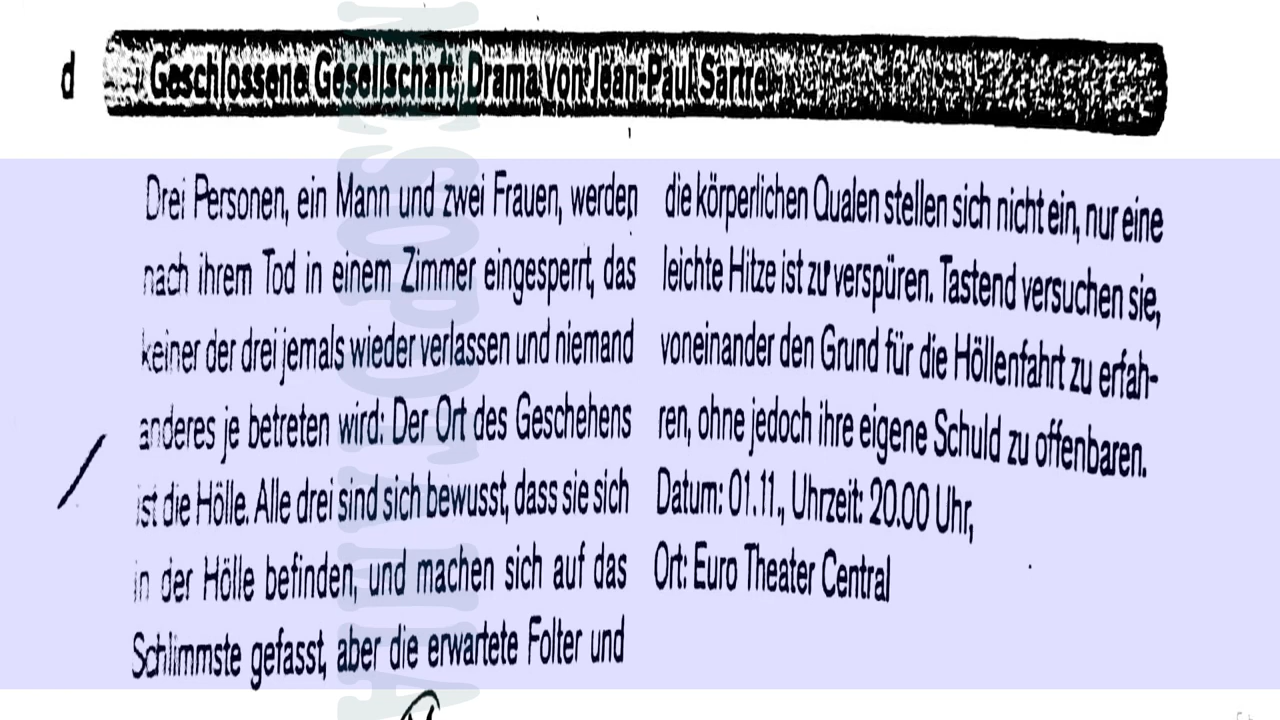 d
Geschlossene Gesellschaft, Drama von Jean-Paul Sartre
Drei Personen, ein Mann und zwei Frauen, werden
nach ihrem Tod in einem Zimmer eingesperrt, das
keiner der drei jemals wieder verlassen und niemand
anderes je betreten wird: Der Ort des Geschehens
ist die Hölle. Alle drei sind sich bewusst, dass sie sich
in der Hölle befinden, und machen sich auf das
Schlimmste gefasst, aber die erwartete Folter und
die körperlichen Qualen stellen sich nicht ein, nur eine
leichte Hitze ist zu verspüren. Tastend versuchen sie,
voneinander den Grund für die Höllenfahrt zu erfah-
ren, ohne jedoch ihre eigene Schuld zu offenbaren.
Datum: 01.11., Uhrzeit: 20.00 Uhr,
Ort: Euro Theater Central